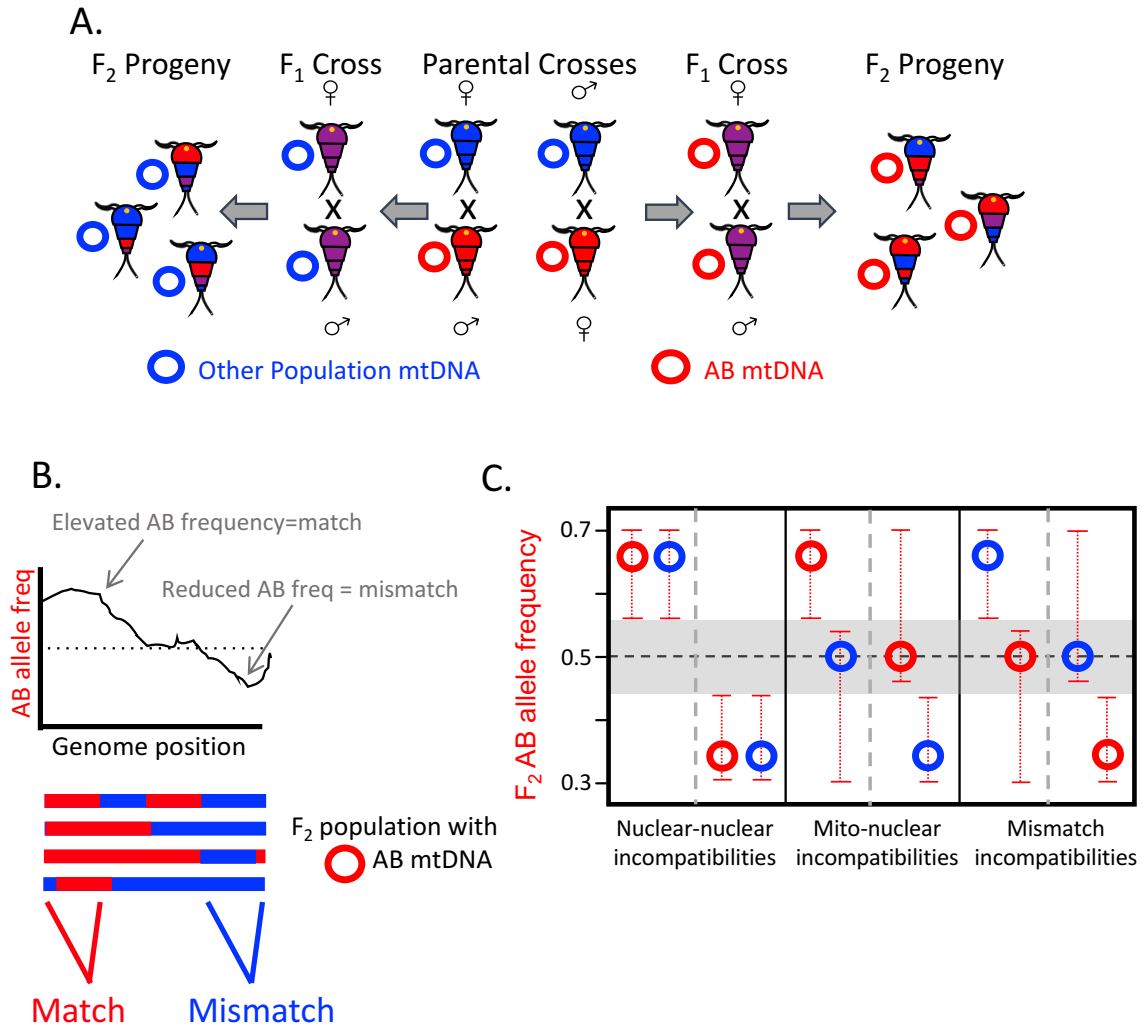 A.
F2 Progeny
F1 Cross
Parental Crosses
F1 Cross
F2 Progeny
♀
♀
♂
♀
X
X
X
X
♂
♂
♀
♂
Other Population mtDNA
AB mtDNA
B.
Elevated AB frequency=match
Reduced AB freq = mismatch
AB allele freq
Genome position
F2 population with
AB mtDNA
Match
Mismatch
C.
F2 AB allele frequency
0.7
0.5
0.3
Nuclear-nuclear
incompatibilities
Mito-nuclear
incompatibilities
Mismatch
incompatibilities